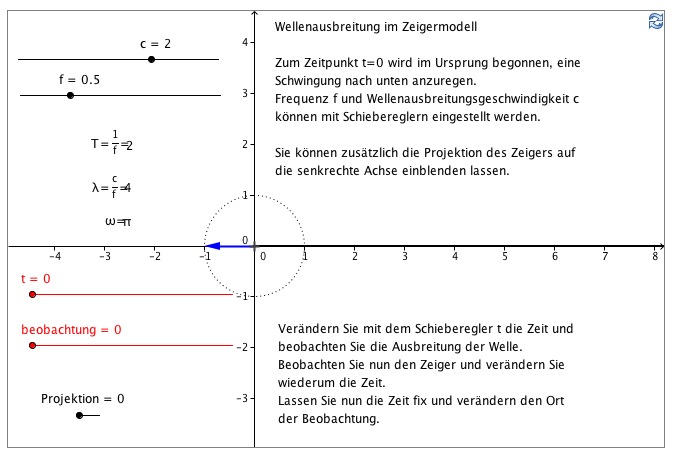 Wellenausbreitung im Zeigermodell
Zum Zeitpunkt t=0 wird im Ursprung begonnen, eine
Schwingung nach unten anzuregen.
Frequenz f und Wellenausbreitungsgeschwindigkeit c
können mit Schiebereglern eingestellt werden.
Sie können zusätzlich die Projektion des Zeigers auf
die senkrechte Achse einblenden lassen.
c = 2
f = 0.5
T = 1/f = 2
λ = c/f = 4
ω = π
4
3
2
1
0
-1
-2
-3
-4 -3 -2 -1 0 1 2 3 4 5 6 7 8
t = 0
beobachtung = 0
Projektion = 0
Verändern Sie mit dem Schieberegler t die Zeit und
beobachten Sie die Ausbreitung der Welle.
Beobachten Sie nun den Zeiger und verändern Sie
wiederum die Zeit.
Lassen Sie nun die Zeit fix und verändern den Ort
der Beobachtung.